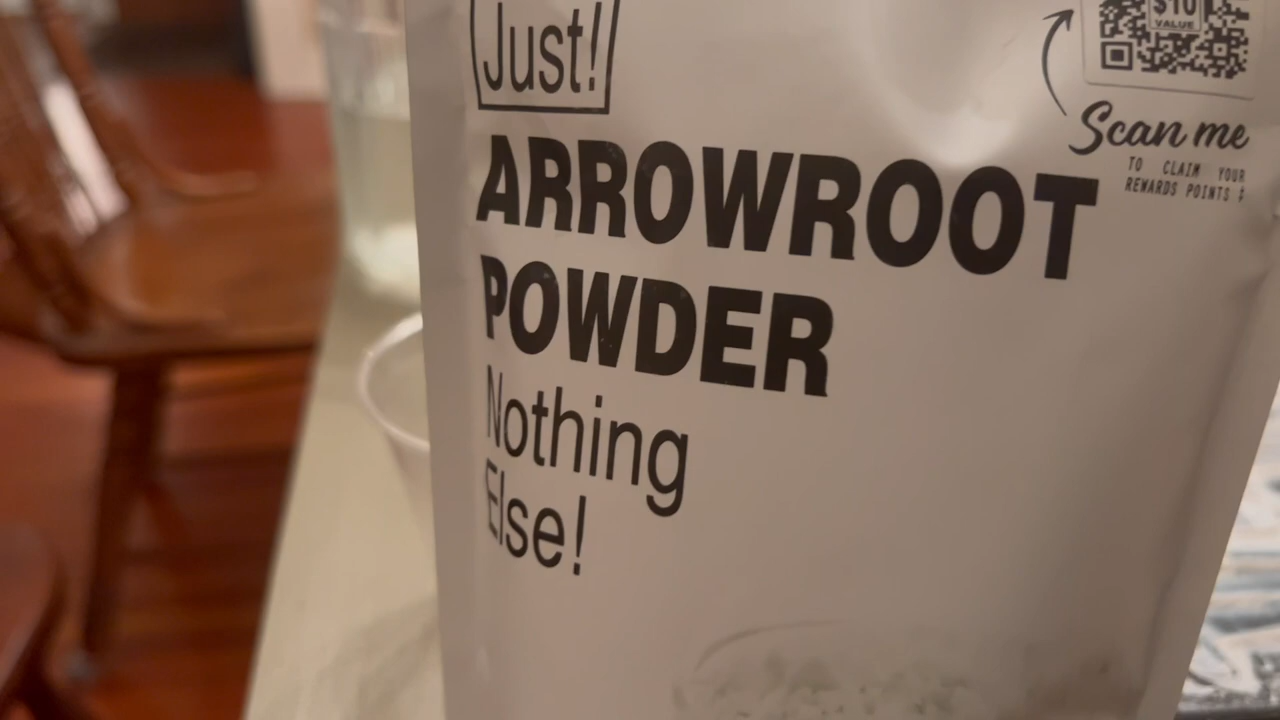 Just!
$10
VALUE
Scan me
TO CLAIM YOUR
REWARDS POINTS
ARROWROOT
POWDER
Nothing
Else!